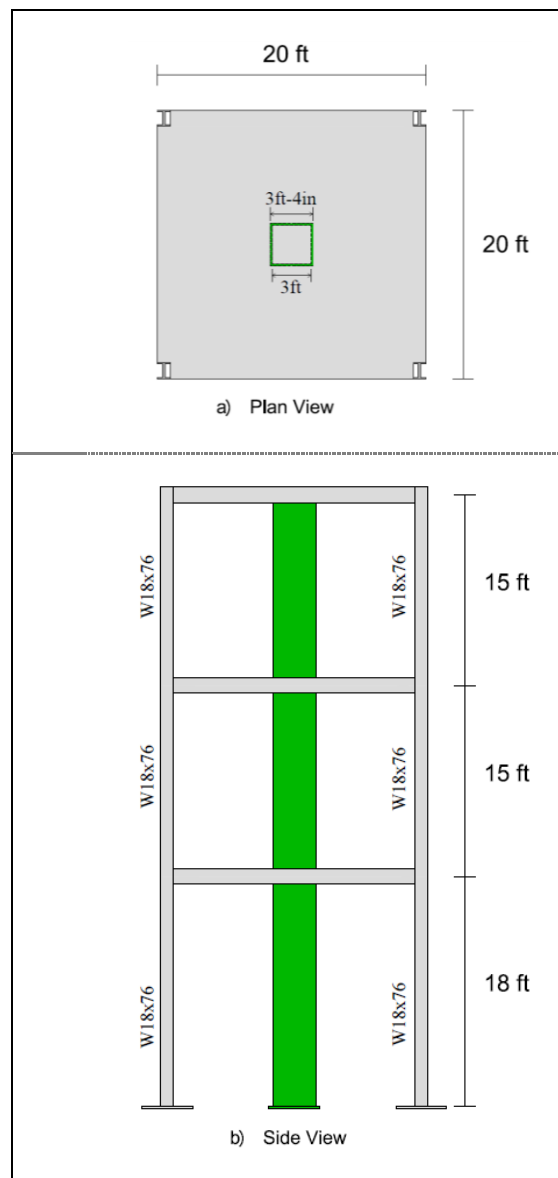 20 ft
3ft-4in
20 ft
3ft
a) Plan View
W18x76
W18x76
15 ft
W18x76
W18x76
15 ft
W18x76
W18x76
18 ft
b) Side View